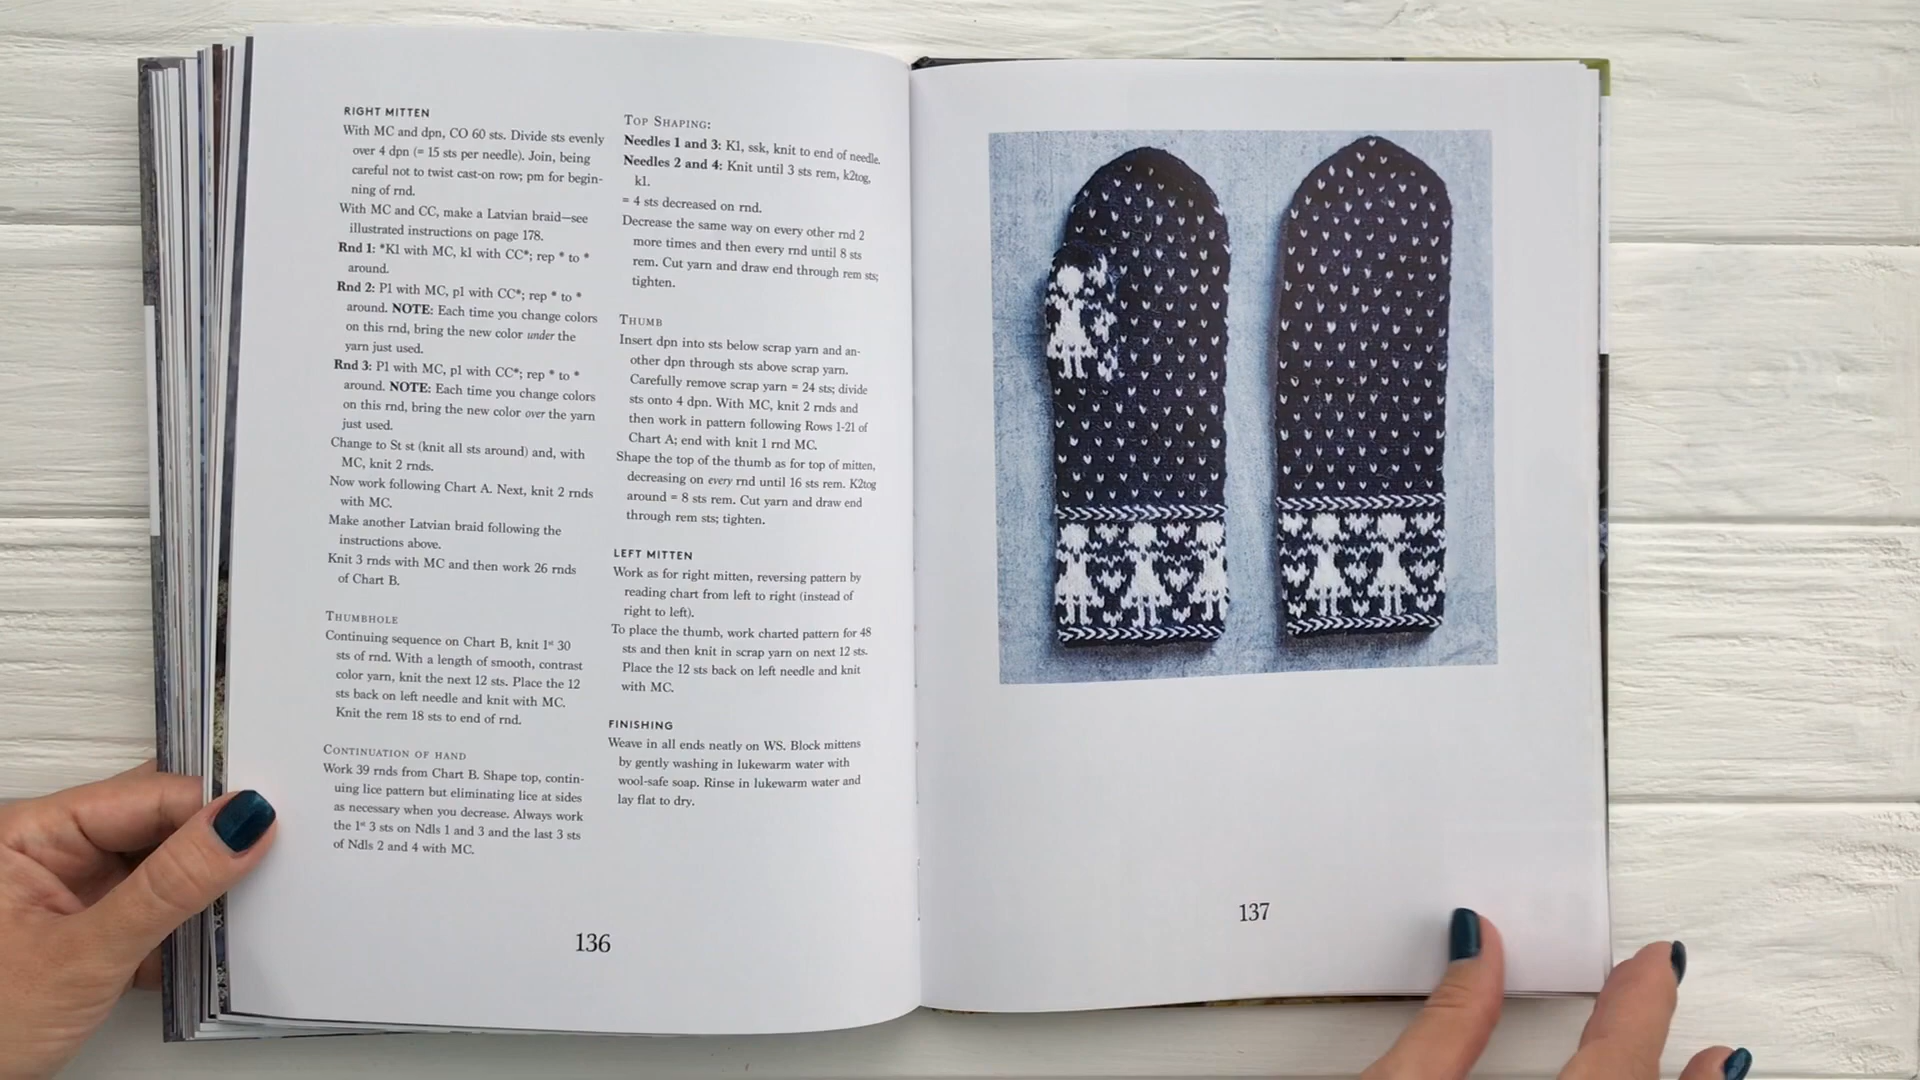 RIGHT MITTEN
With MC and dpn, CO 60 sts. Divide sts evenly
over 4 dpn (= 15 sts per needle). Join, being
careful not to twist cast-on row; pm for begin-
ning of rnd.
With MC and CC, make a Latvian braid—see
illustrated instructions on page 178.
Rnd 1: *K1 with MC, k1 with CC*; rep * to *
around.
Rnd 2: P1 with MC, p1 with CC*; rep * to *
around. NOTE: Each time you change colors
on this rnd, bring the new color under the
yarn just used.
Rnd 3: P1 with MC, p1 with CC*; rep * to *
around. NOTE: Each time you change colors
on this rnd, bring the new color over the yarn
just used.
Change to St st (knit all sts around) and, with
MC, knit 2 rnds.
Now work following Chart A. Next, knit 2 rnds
with MC.
Make another Latvian braid following the
instructions above.
Knit 3 rnds with MC and then work 26 rnds
of Chart B.
THUMBHOLE
Continuing sequence on Chart B, knit 1st 30
sts of rnd. With a length of smooth, contrast
color yarn, knit the next 12 sts. Place the 12
sts back on left needle and knit with MC.
Knit the rem 18 sts to end of rnd.
CONTINUATION OF HAND
Work 39 rnds from Chart B. Shape top, contin-
uing lice pattern but eliminating lice at sides
as necessary when you decrease. Always work
the 1st 3 sts on Ndls 1 and 3 and the last 3 sts
of Ndls 2 and 4 with MC.
TOP SHAPING:
Needles 1 and 3: K1, ssk, knit to end of needle.
Needles 2 and 4: Knit until 3 sts rem, k2tog,
k1.
= 4 sts decreased on rnd.
Decrease the same way on every other rnd 2
more times and then every rnd until 8 sts
rem. Cut yarn and draw end through rem sts;
tighten.
THUMB
Insert dpn into sts below scrap yarn and an-
other dpn through sts above scrap yarn.
Carefully remove scrap yarn = 24 sts; divide
sts onto 4 dpn. With MC, knit 2 rnds and
then work in pattern following Rows 1-21 of
Chart A; end with knit 1 rnd MC.
Shape the top of the thumb as for top of mitten,
decreasing on every rnd until 16 sts rem. K2tog
around = 8 sts rem. Cut yarn and draw end
through rem sts; tighten.
LEFT MITTEN
Work as for right mitten, reversing pattern by
reading chart from left to right (instead of
right to left).
To place the thumb, work charted pattern for 48
sts and then knit in scrap yarn on next 12 sts.
Place the 12 sts back on left needle and knit
with MC.
FINISHING
Weave in all ends neatly on WS. Block mittens
by gently washing in lukewarm water with
wool-safe soap. Rinse in lukewarm water and
lay flat to dry.
136
137